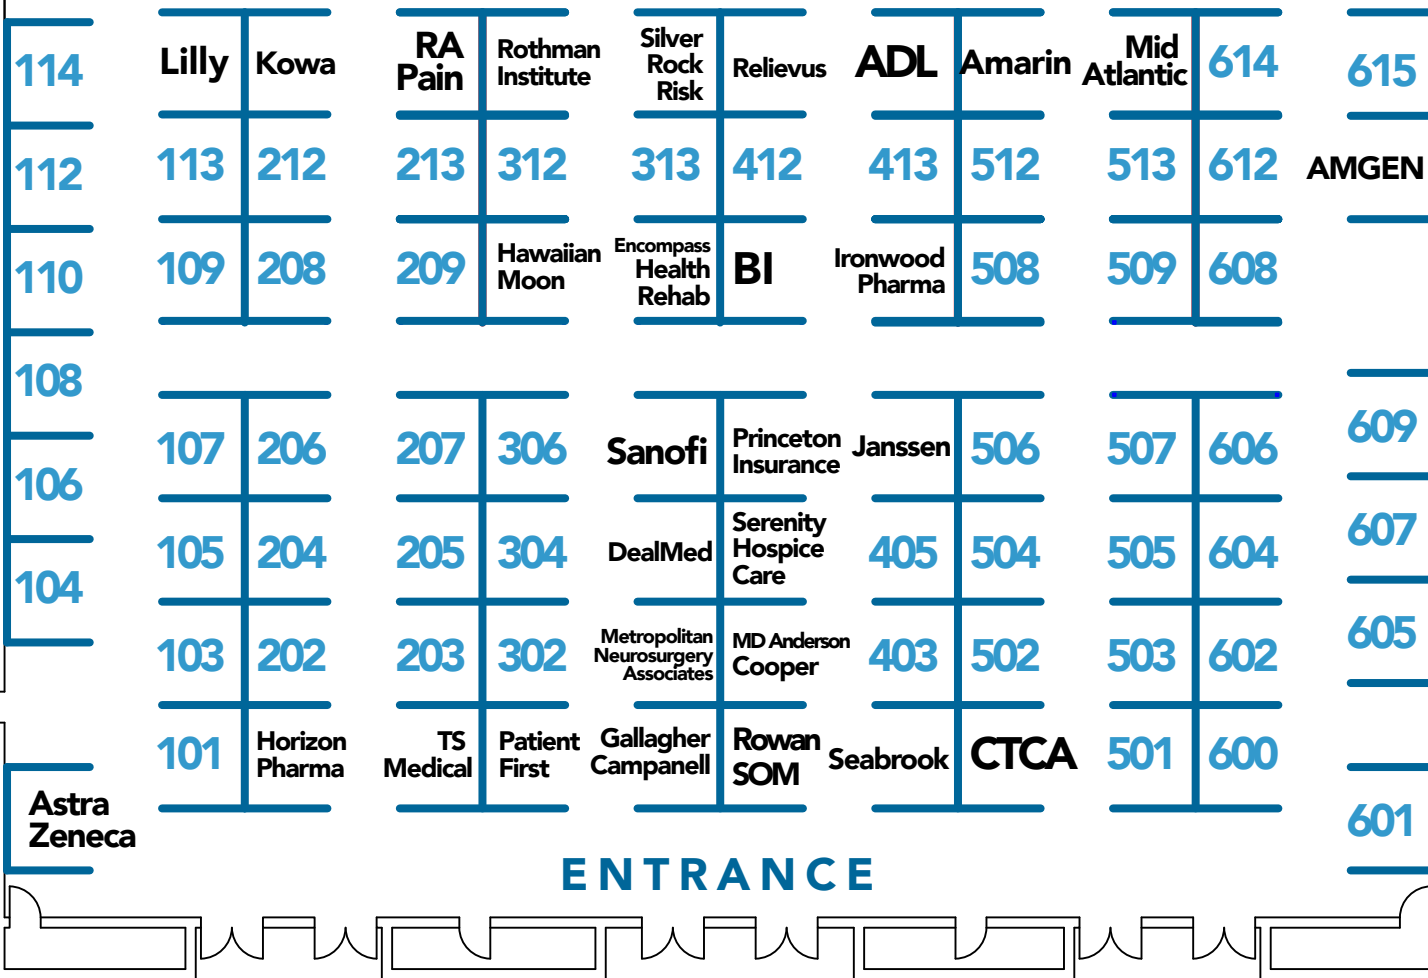 114
Lilly
Kowa
RA
Pain
Rothman
Institute
Silver
Rock
Risk
Relievus
ADL
Amarin
Mid
Atlantic
614
615
112
113
212
213
312
313
412
413
512
513
612
AMGEN
110
109
208
209
Hawaiian
Moon
Encompass
Health
Rehab
BI
Ironwood
Pharma
508
509
608
108
107
206
207
306
Sanofi
Princeton
Insurance
Janssen
506
507
606
609
106
105
204
205
304
DealMed
Serenity
Hospice
Care
405
504
505
604
607
104
103
202
203
302
Metropolitan
Neurosurgery
Associates
MD Anderson
Cooper
403
502
503
602
605
101
Horizon
Pharma
TS
Medical
Patient
First
Gallagher
Campanell
Rowan
SOM
Seabrook
CTCA
501
600
Astra
Zeneca
601
ENTRANCE